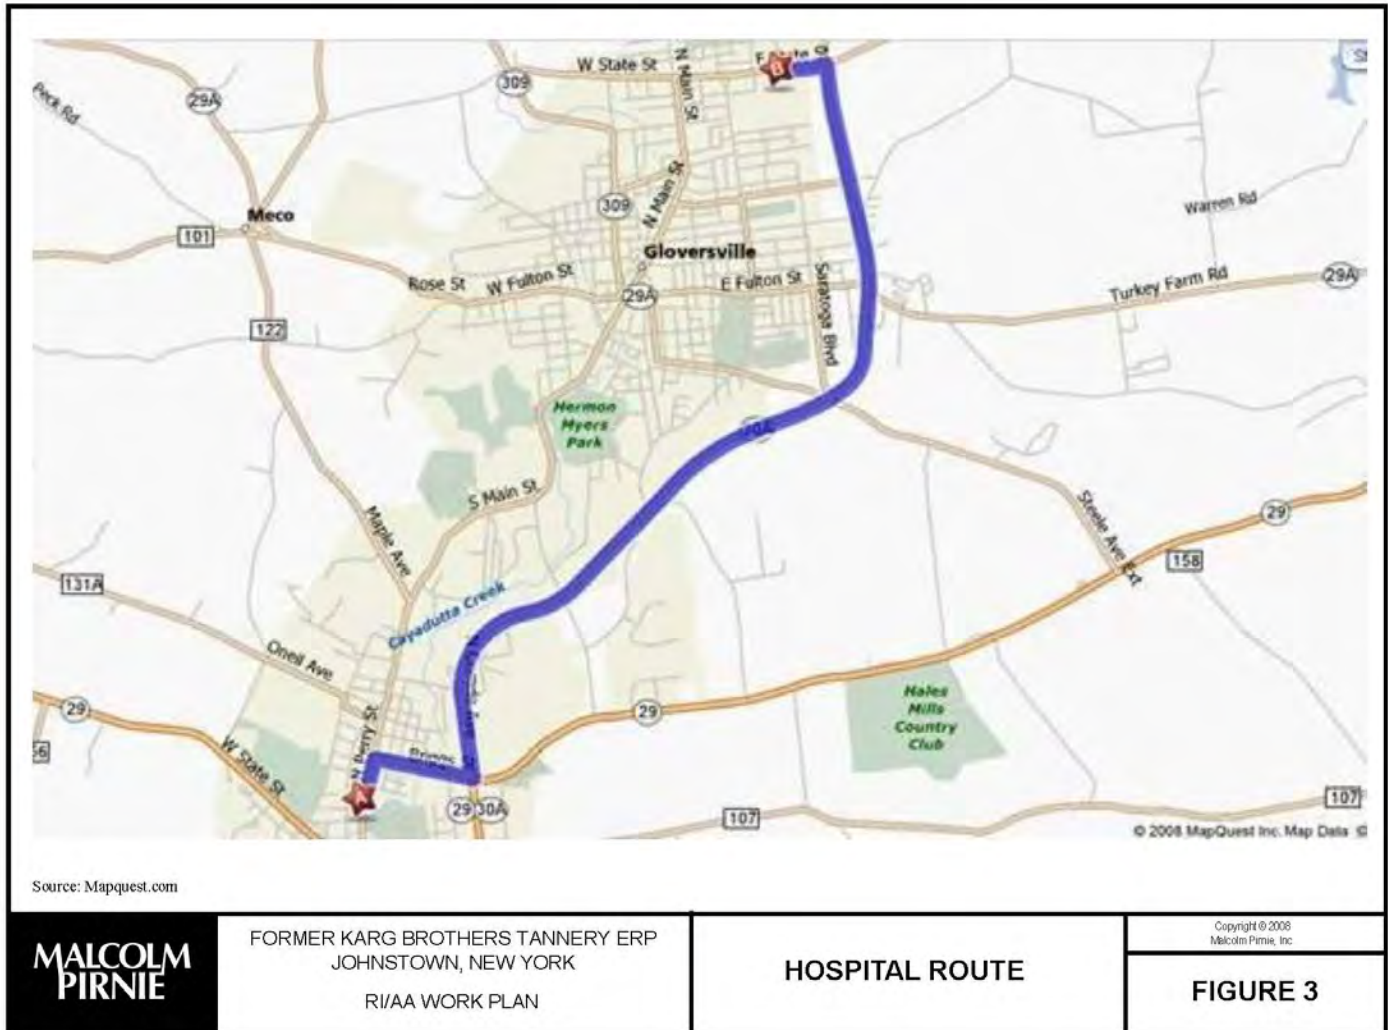 W State St
N Main St
B
309
29A
Peck Rd
Warren Rd
Meco
309
N Main St
101
Gloversville
Rose St
W Fulton St
E Fulton St
Saratoga Blvd
Turkey Farm Rd
29A
29A
122
Hermon
Myers
Park
S Main St
Steele Ave Ext
29
Maple Ave
158
131A
Cayadutta Creek
Oneil Ave
Hales
Mills
Country
Club
29
29
N Perry St
W State St
A
29
30A
107
107
© 2008 MapQuest Inc. Map Data ©
Source: Mapquest.com
MALCOLM
PIRNIE
FORMER KARG BROTHERS TANNERY ERP
JOHNSTOWN, NEW YORK
RI/AA WORK PLAN
HOSPITAL ROUTE
Copyright © 2008
Malcolm Pirnie, Inc
FIGURE 3